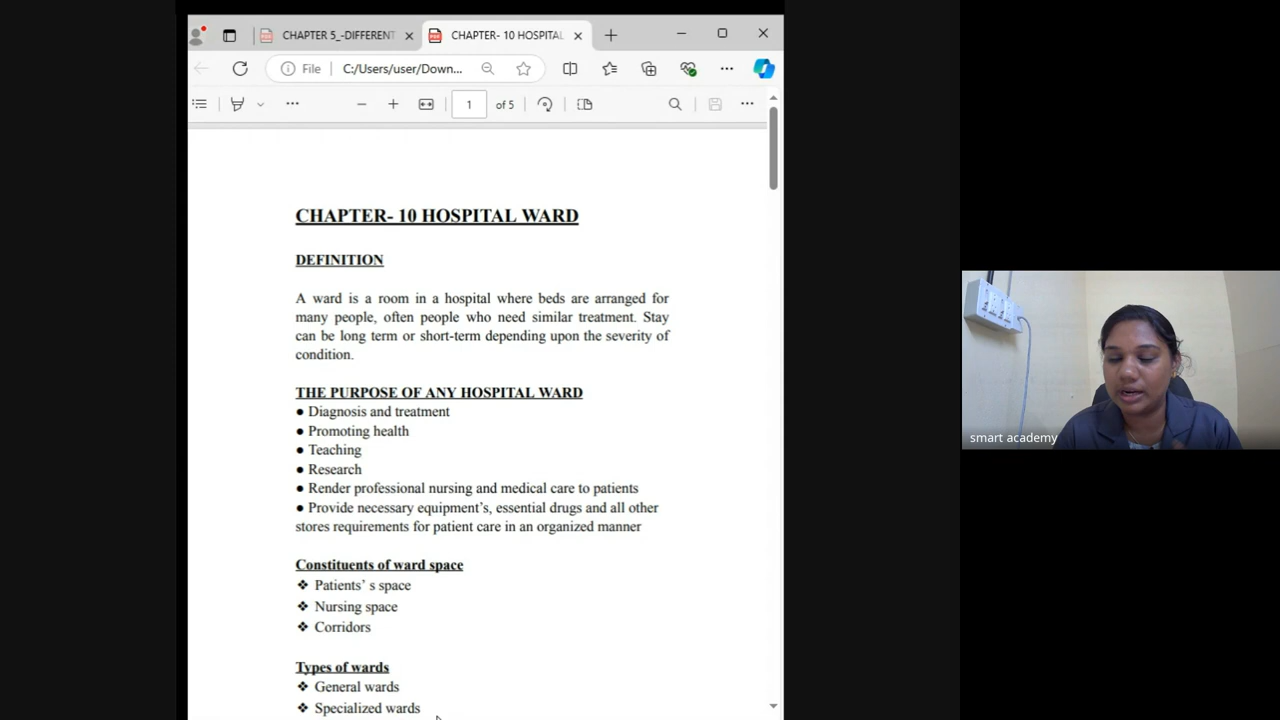 CHAPTER 5_-DIFFERENT
CHAPTER- 10 HOSPITAL
File
C:/Users/user/Down...
1 of 5
CHAPTER- 10 HOSPITAL WARD
DEFINITION
A ward is a room in a hospital where beds are arranged for
many people, often people who need similar treatment. Stay
can be long term or short-term depending upon the severity of
condition.
THE PURPOSE OF ANY HOSPITAL WARD
● Diagnosis and treatment
● Promoting health
● Teaching
● Research
● Render professional nursing and medical care to patients
● Provide necessary equipment's, essential drugs and all other
stores requirements for patient care in an organized manner
Constituents of ward space
❖ Patients' s space
❖ Nursing space
❖ Corridors
Types of wards
❖ General wards
❖ Specialized wards
smart academy